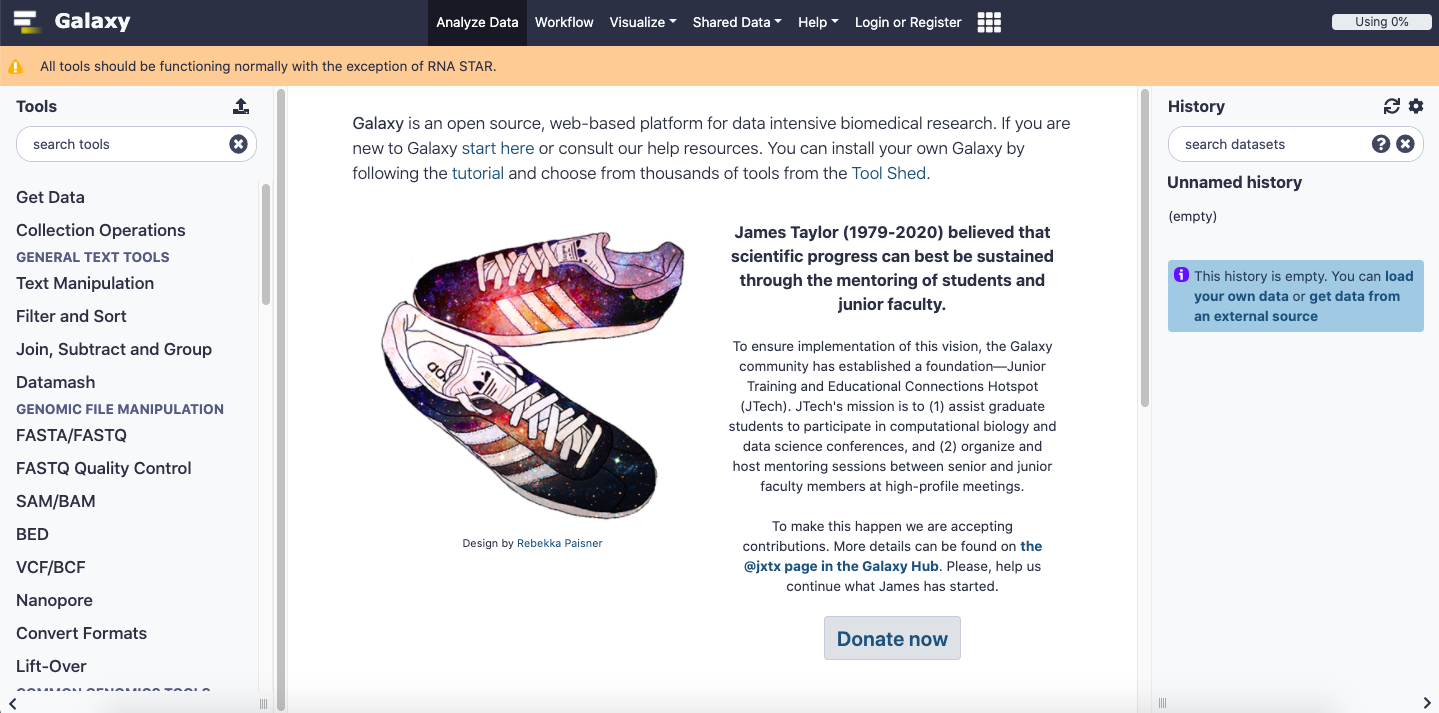 Galaxy
Analyze Data Workflow Visualize Shared Data Help Login or Register
Using 0%
All tools should be functioning normally with the exception of RNA STAR.
Tools
search tools
Get Data
Collection Operations
GENERAL TEXT TOOLS
Text Manipulation
Filter and Sort
Join, Subtract and Group
Datamash
GENOMIC FILE MANIPULATION
FASTA/FASTQ
FASTQ Quality Control
SAM/BAM
BED
VCF/BCF
Nanopore
Convert Formats
Lift-Over
COMMON GENOMICS TOOLS
Galaxy is an open source, web-based platform for data intensive biomedical research. If you are
new to Galaxy start here or consult our help resources. You can install your own Galaxy by
following the tutorial and choose from thousands of tools from the Tool Shed.
Design by Rebekka Paisner
James Taylor (1979-2020) believed that
scientific progress can best be sustained
through the mentoring of students and
junior faculty.
To ensure implementation of this vision, the Galaxy
community has established a foundation—Junior
Training and Educational Connections Hotspot
(JTech). JTech's mission is to (1) assist graduate
students to participate in computational biology and
data science conferences, and (2) organize and
host mentoring sessions between senior and junior
faculty members at high-profile meetings.
To make this happen we are accepting
contributions. More details can be found on the
@jxtx page in the Galaxy Hub. Please, help us
continue what James has started.
Donate now
History
search datasets
Unnamed history
(empty)
This history is empty. You can load
your own data or get data from
an external source